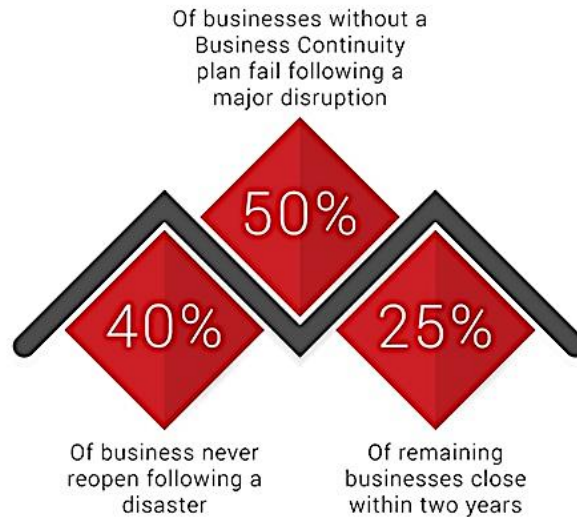 Of businesses without a
Business Continuity
plan fail following a
major disruption
50%
40%
25%
Of business never
reopen following a
disaster
Of remaining
businesses close
within two years